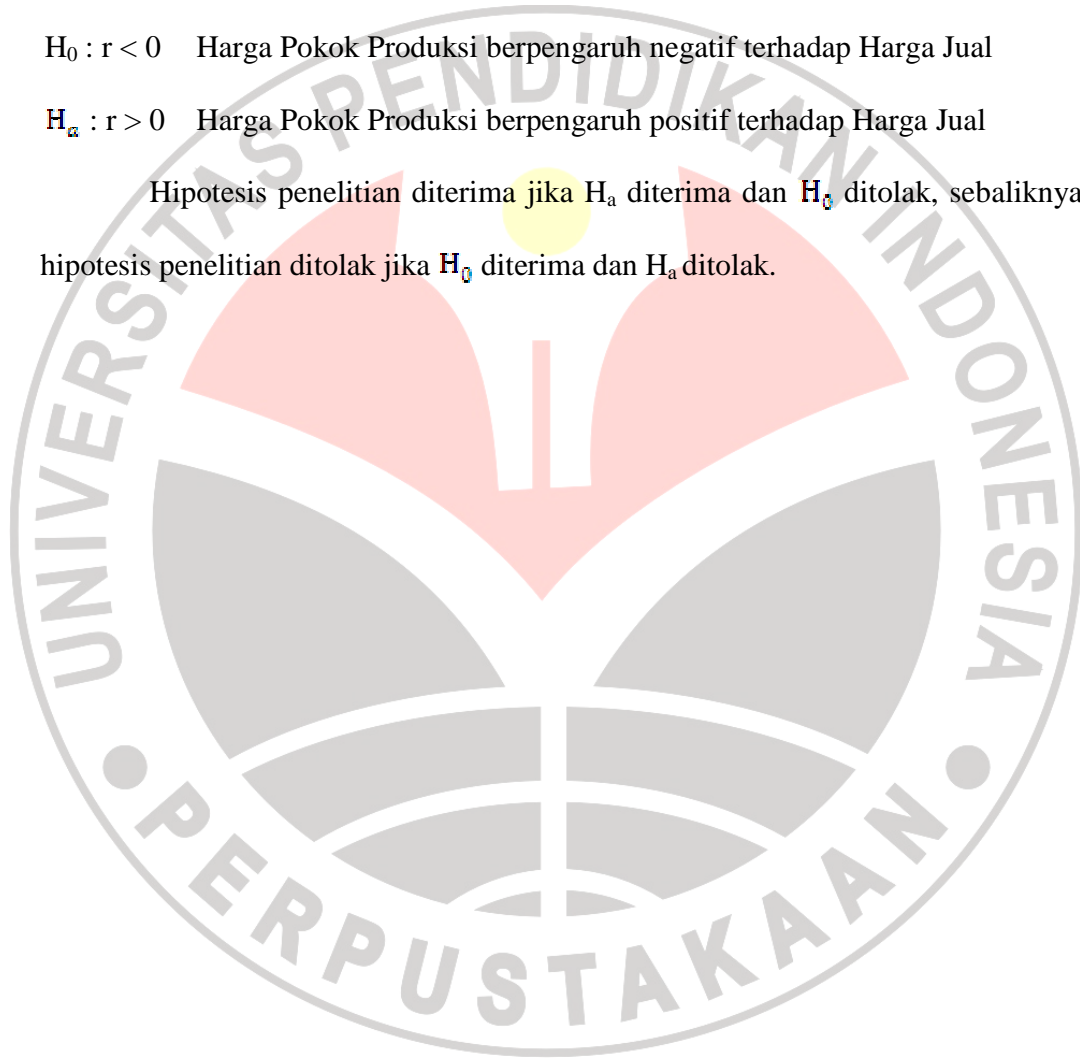 H₀ : r < 0 Harga Pokok Produksi berpengaruh negatif terhadap Harga Jual
Hₐ : r > 0 Harga Pokok Produksi berpengaruh positif terhadap Harga Jual
Hipotesis penelitian diterima jika Hₐ diterima dan H₀ ditolak, sebaliknya
hipotesis penelitian ditolak jika H₀ diterima dan Hₐ ditolak.
UNIVERSITAS PENDIDIKAN INDONESIA
PERPUSTAKAAN